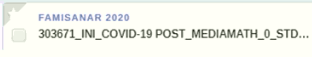 FAMISANAR 2020
303671_INI_COVID-19 POST_MEDIAMATH_0_STD...